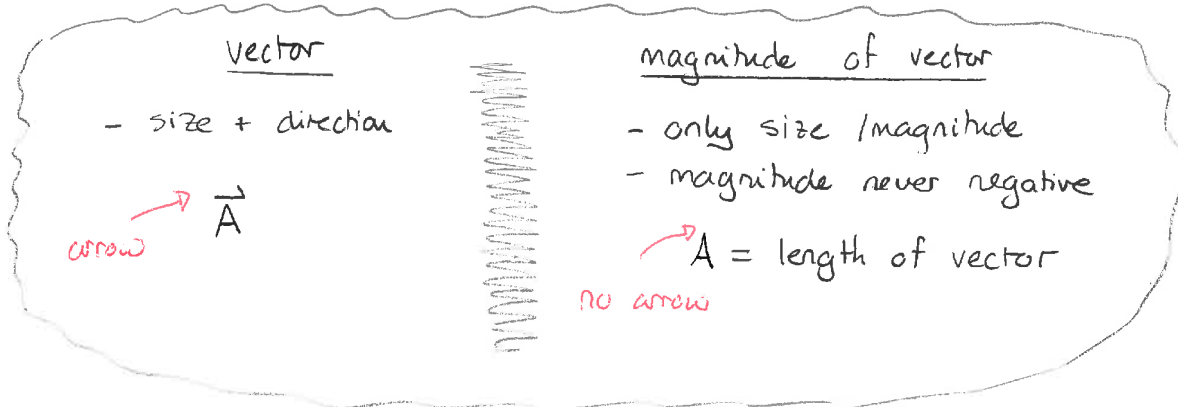 vector
- size + direction
A⃗
arrow
magnitude of vector
- only size /magnitude
- magnitude never negative
A = length of vector
no arrow